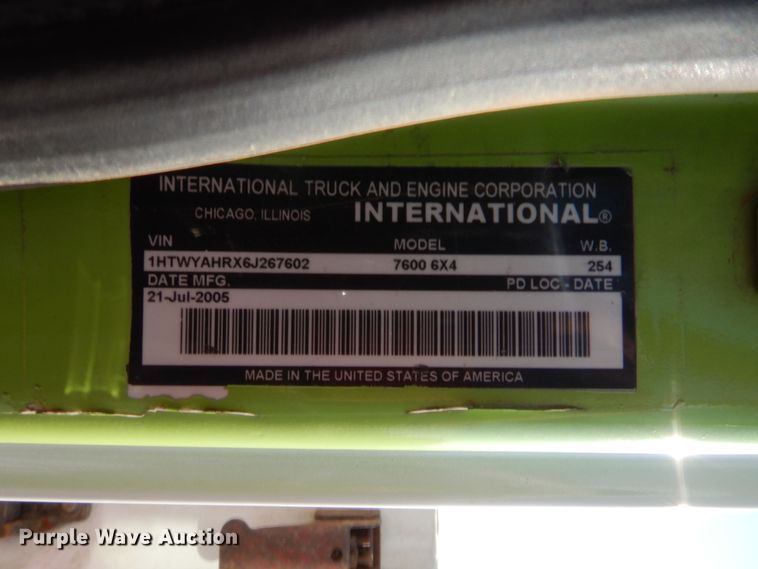 INTERNATIONAL TRUCK AND ENGINE CORPORATION
CHICAGO, ILLINOIS INTERNATIONAL®
VIN MODEL W.B.
1HTWYAHRX6J267602 7600 6X4 254
DATE MFG. PD LOC - DATE
21-Jul-2005
MADE IN THE UNITED STATES OF AMERICA
Purple Wave Auction